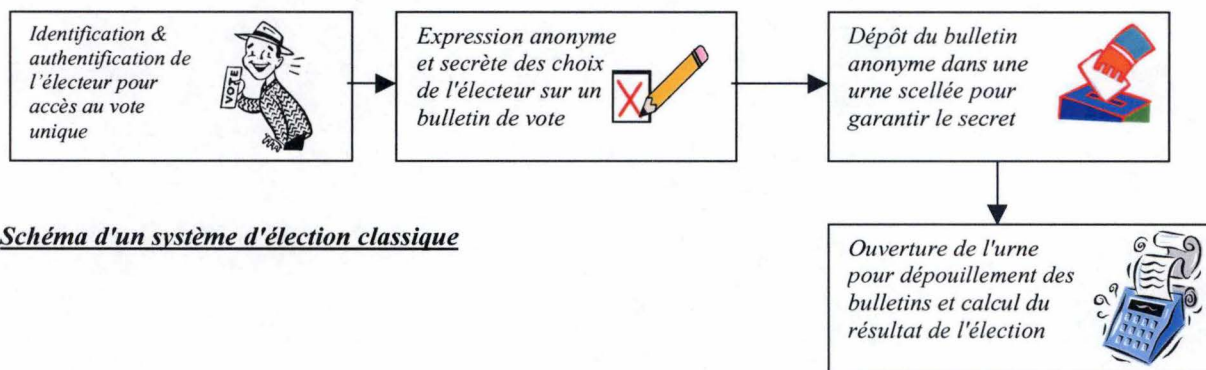 Identification &
authentification de
l'électeur pour
accès au vote
unique
VOTE
Expression anonyme
et secrète des choix
de l'électeur sur un
bulletin de vote
Dépôt du bulletin
anonyme dans une
urne scellée pour
garantir le secret
Schéma d'un système d'élection classique
Ouverture de l'urne
pour dépouillement des
bulletins et calcul du
résultat de l'élection